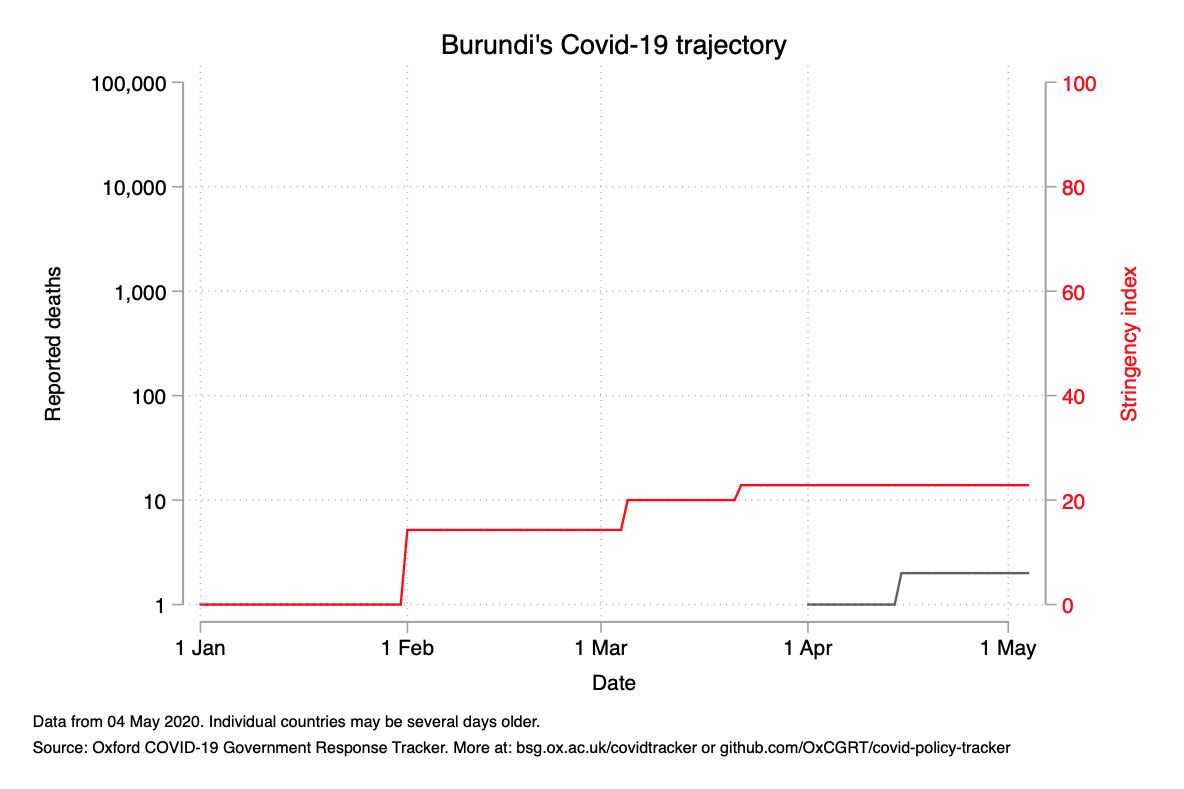 Burundi's Covid-19 trajectory
100,000
10,000
1,000
100
10
1
Reported deaths
100
80
60
40
20
0
Stringency index
1 Jan 1 Feb 1 Mar 1 Apr 1 May
Date
Data from 04 May 2020. Individual countries may be several days older.
Source: Oxford COVID-19 Government Response Tracker. More at: bsg.ox.ac.uk/covidtracker or github.com/OxCGRT/covid-policy-tracker